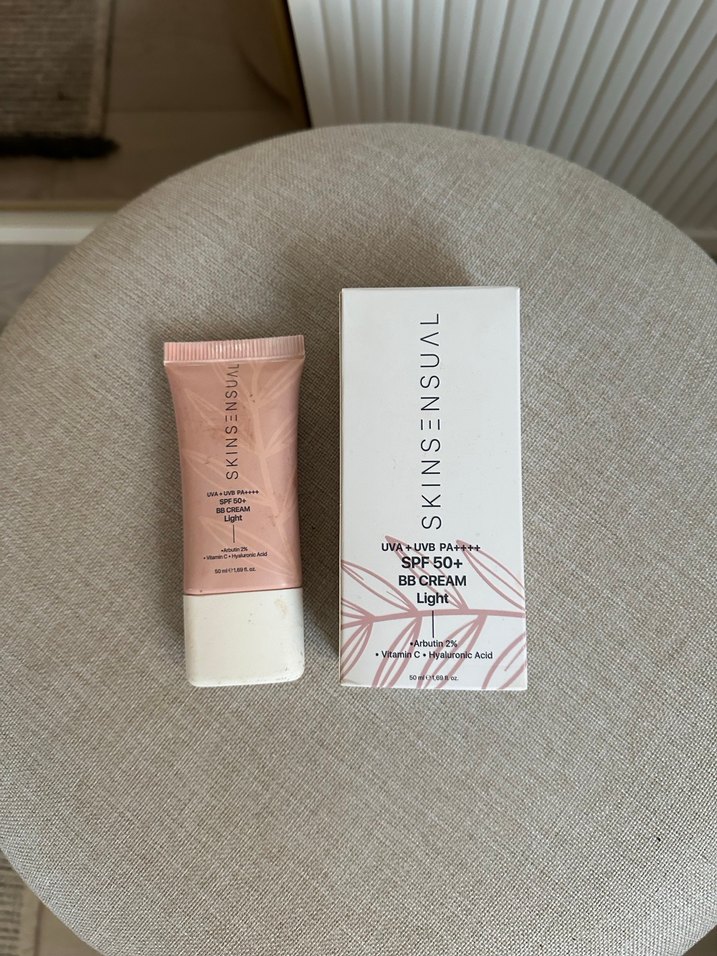 SKINSENSUAL
UVA + UVB PA++++
SPF 50+
BB CREAM
Light
•Arbutin 2%
• Vitamin C • Hyaluronic Acid
50 ml ℮ 1,69 fl. oz.
SKINSENSUAL
UVA + UVB PA++++
SPF 50+
BB CREAM
Light
•Arbutin 2%
• Vitamin C • Hyaluronic Acid
50 ml ℮ 1,69 fl. oz.